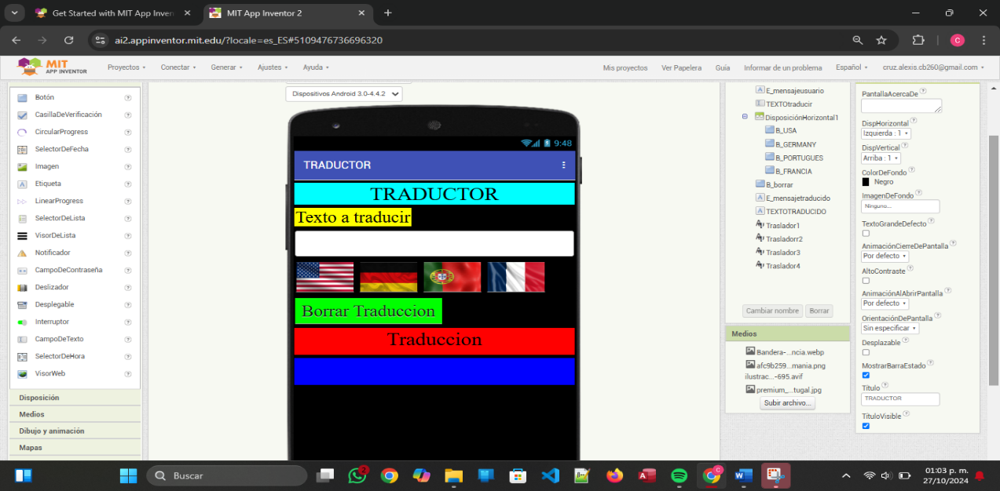 Get Started with MIT App Inven
MIT App Inventor 2
ai2.appinventor.mit.edu/?locale=es_ES#5109476736696320
C
MIT
APP INVENTOR
Proyectos
Conectar
Generar
Ajustes
Ayuda
Mis proyectos
Ver Papelera
Guía
Informar de un problema
Español
cruz.alexis.cb260@gmail.com
Botón
CasillaDeVerificación
CircularProgress
SelectorDeFecha
Imagen
Etiqueta
LinearProgress
SelectorDeLista
VisorDeLista
Notificador
CampoDeContraseña
Deslizador
Desplegable
Interruptor
CampoDeTexto
SelectorDeHora
VisorWeb
Disposición
Medios
Dibujo y animación
Mapas
Dispositivos Android 3.0-4.4.2
9:48
TRADUCTOR
TRADUCTOR
Texto a traducir
Borrar Traduccion
Traduccion
E_mensajeusuario
TEXTOtraducir
DisposiciónHorizontal1
B_USA
B_GERMANY
B_PORTUGUES
B_FRANCIA
B_borrar
E_mensajetraducido
TEXTOTRADUCIDO
Traslador1
Tradladorr2
Traslador3
Traslador4
Cambiar nombre
Borrar
Medios
Bandera-...ncia.webp
afc9b259...mania.png
ilustrac...-695.avif
premium_...tugal.jpg
Subir archivo...
PantallaAcercaDe
DispHorizontal
Izquierda : 1
DispVertical
Arriba : 1
ColorDeFondo
Negro
ImagenDeFondo
Ninguno...
TextoGrandeDefecto
AnimaciónCierreDePantalla
Por defecto
AltoContraste
AnimaciónAlAbrirPantalla
Por defecto
OrientaciónDePantalla
Sin especificar
Desplazable
MostrarBarraEstado
Título
TRADUCTOR
TítuloVisible
Buscar
2
C
01:03 p. m.
27/10/2024